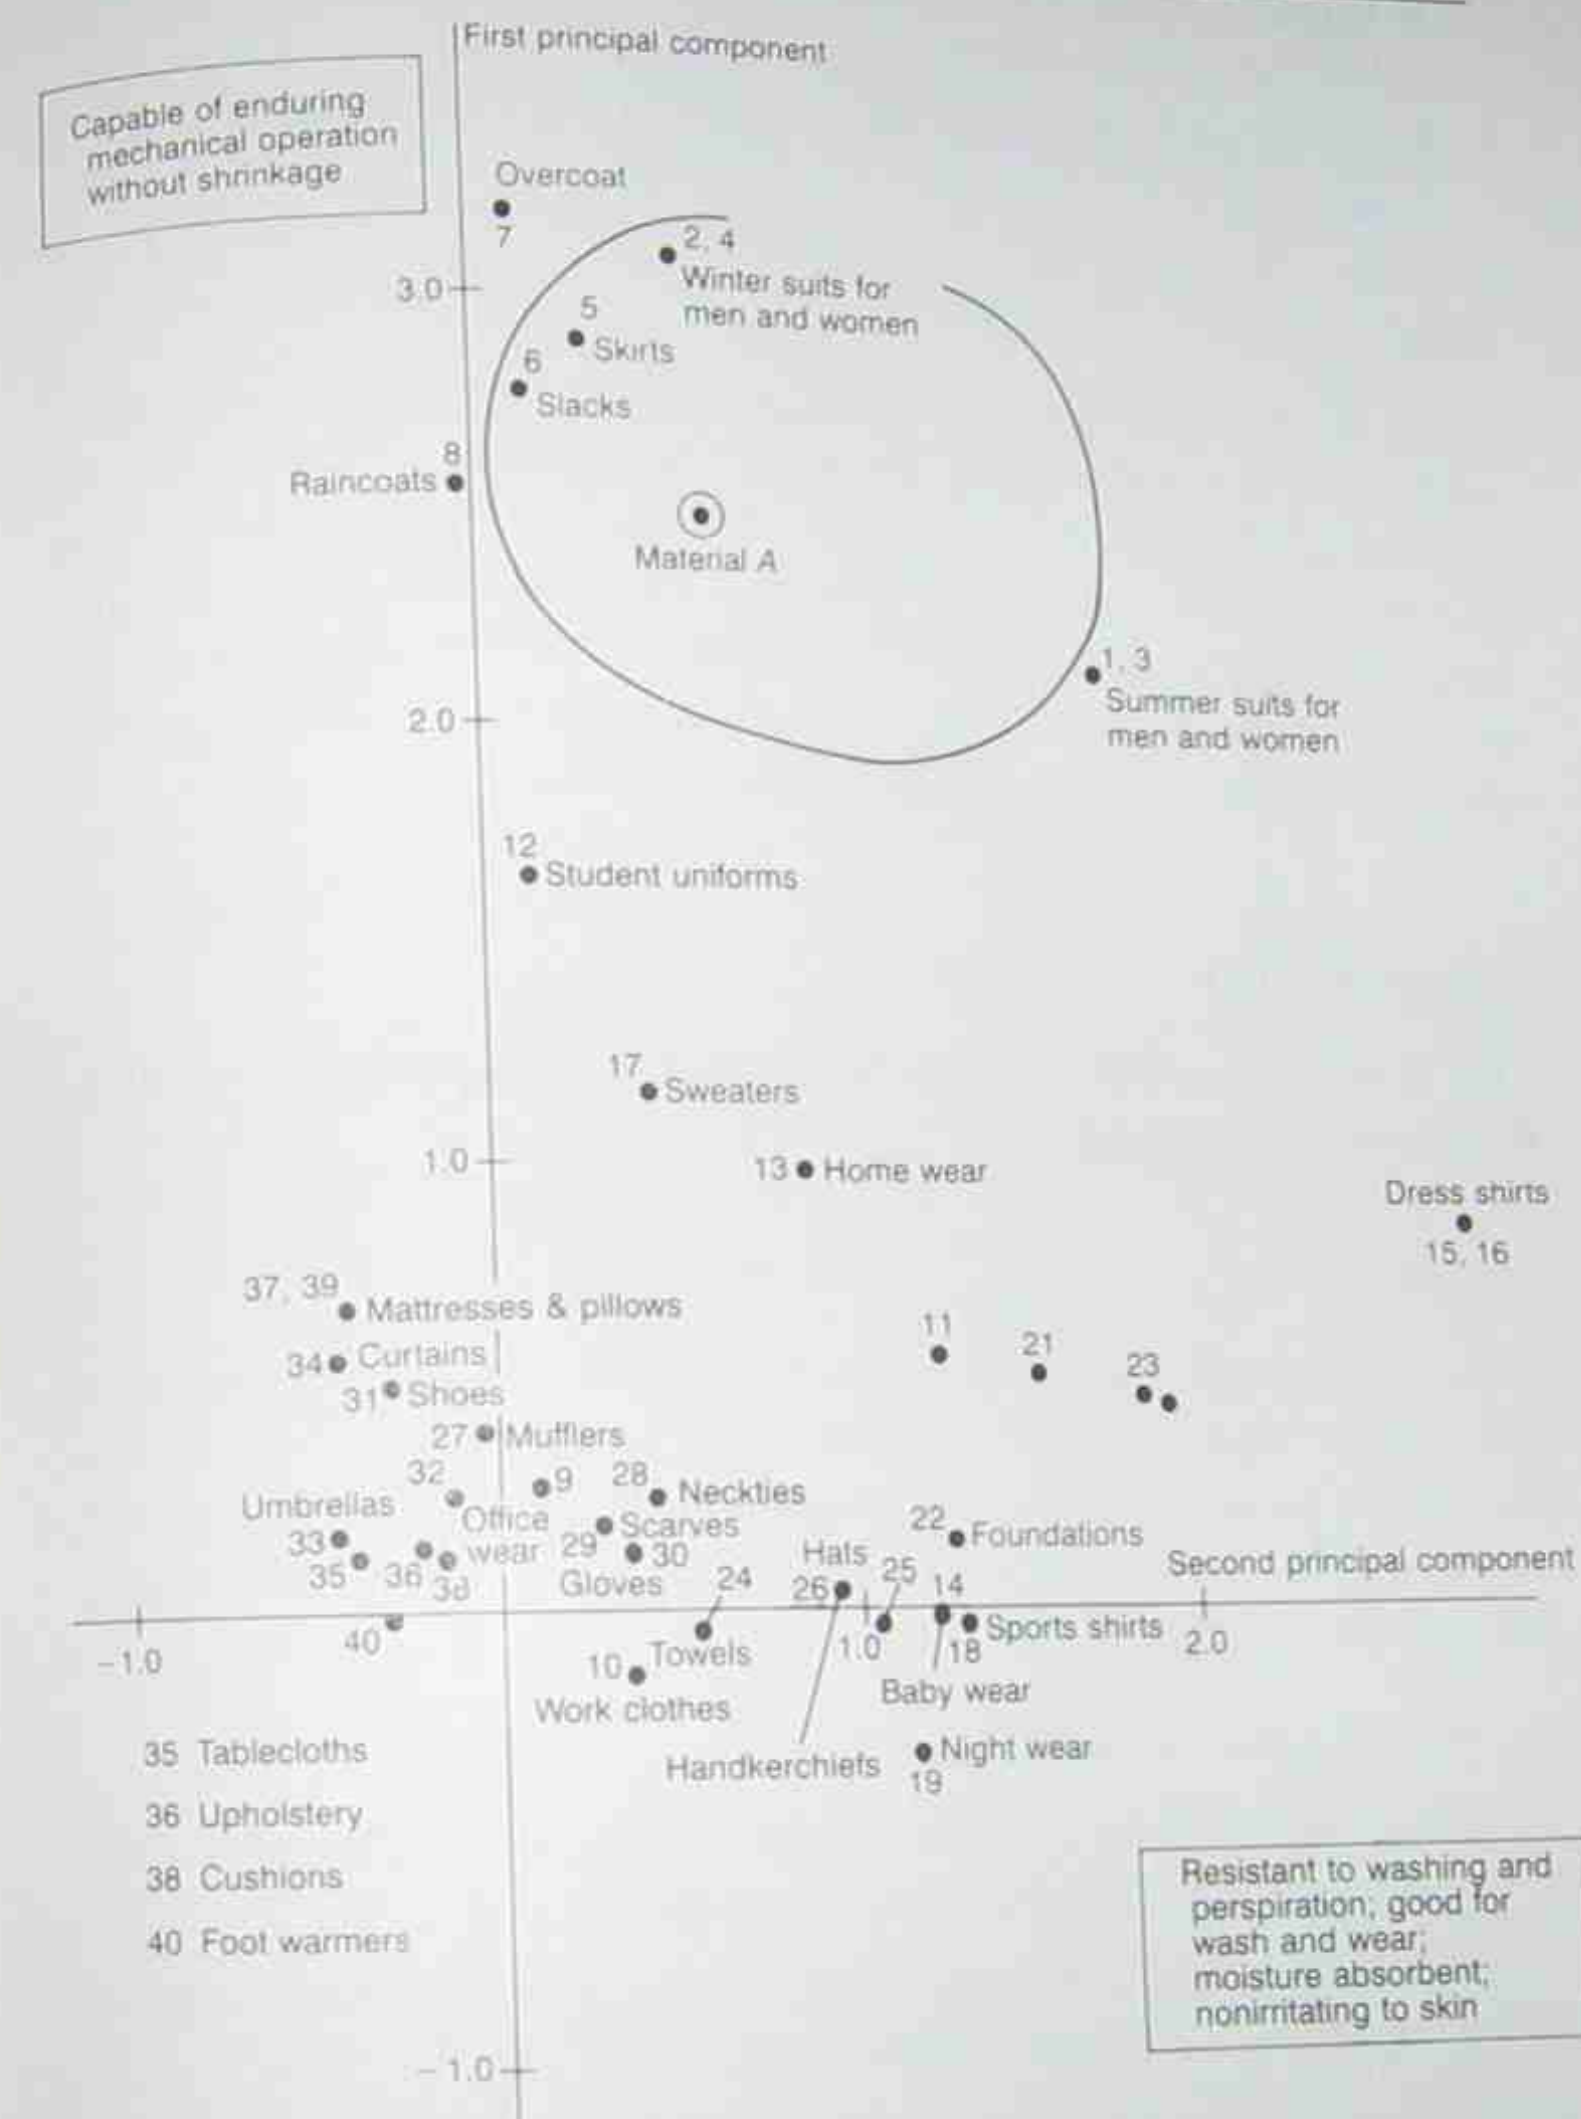 First principal component
Capable of enduring
mechanical operation
without shrinkage
Overcoat
7
2, 4
Winter suits for
men and women
3.0
5
Skirts
6
Slacks
8
Raincoats
Material A
1, 3
Summer suits for
men and women
2.0
12
Student uniforms
17
Sweaters
1.0
13 Home wear
Dress shirts
15, 16
37, 39
Mattresses & pillows
11
21
23
34 Curtains
31 Shoes
27 Mufflers
32
9
28
Neckties
Umbrellas
Office
wear
Scarves
29
30
Gloves
33
35
36
38
22
Foundations
Hats
26
25
14
24
Second principal component
-1.0
40
1.0
2.0
Towels
18
Sports shirts
10
Work clothes
Baby wear
Handkerchiefs
Night wear
19
35 Tablecloths
36 Upholstery
38 Cushions
40 Foot warmers
Resistant to washing and
perspiration; good for
wash and wear;
moisture absorbent;
nonirritating to skin
-1.0